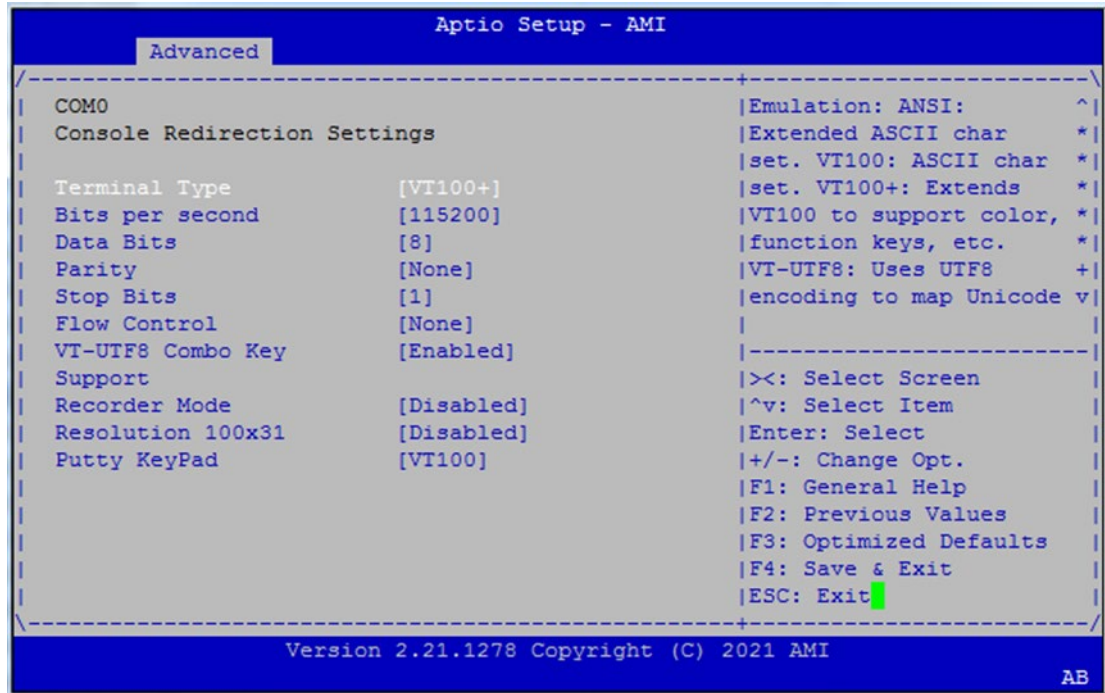 Aptio Setup - AMI
Advanced
/----------------------------------------------------+-------------------------\
| COM0 |Emulation: ANSI: ^|
| Console Redirection Settings |Extended ASCII char *|
| |set. VT100: ASCII char *|
| Terminal Type [VT100+] |set. VT100+: Extends *|
| Bits per second [115200] |VT100 to support color, *|
| Data Bits [8] |function keys, etc. *|
| Parity [None] |VT-UTF8: Uses UTF8 +|
| Stop Bits [1] |encoding to map Unicode v|
| Flow Control [None] | |
| VT-UTF8 Combo Key [Enabled] |-------------------------|
| Support |><: Select Screen |
| Recorder Mode [Disabled] |^v: Select Item |
| Resolution 100x31 [Disabled] |Enter: Select |
| Putty KeyPad [VT100] |+/-: Change Opt. |
| |F1: General Help |
| |F2: Previous Values |
| |F3: Optimized Defaults |
| |F4: Save & Exit |
| |ESC: Exit |
\----------------------------------------------------+-------------------------/
Version 2.21.1278 Copyright (C) 2021 AMI
AB